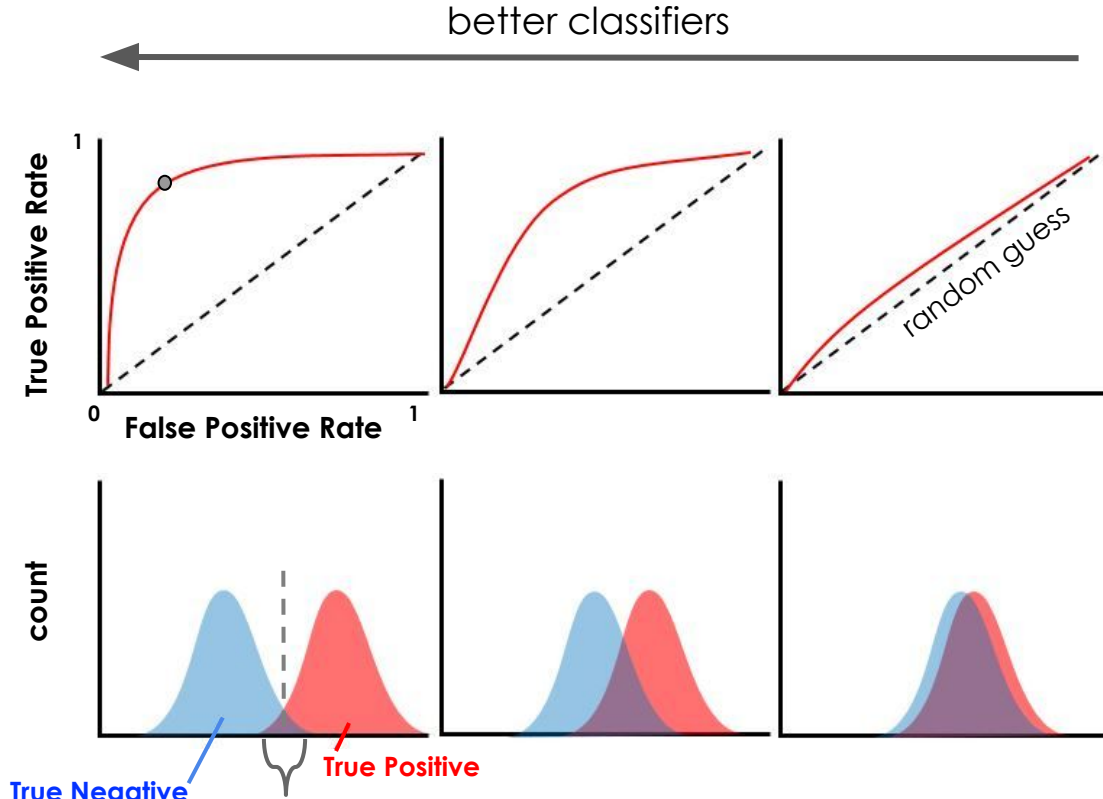 better classifiers
1
True Positive Rate
random guess
0
1
False Positive Rate
count
True Positive
True Negative